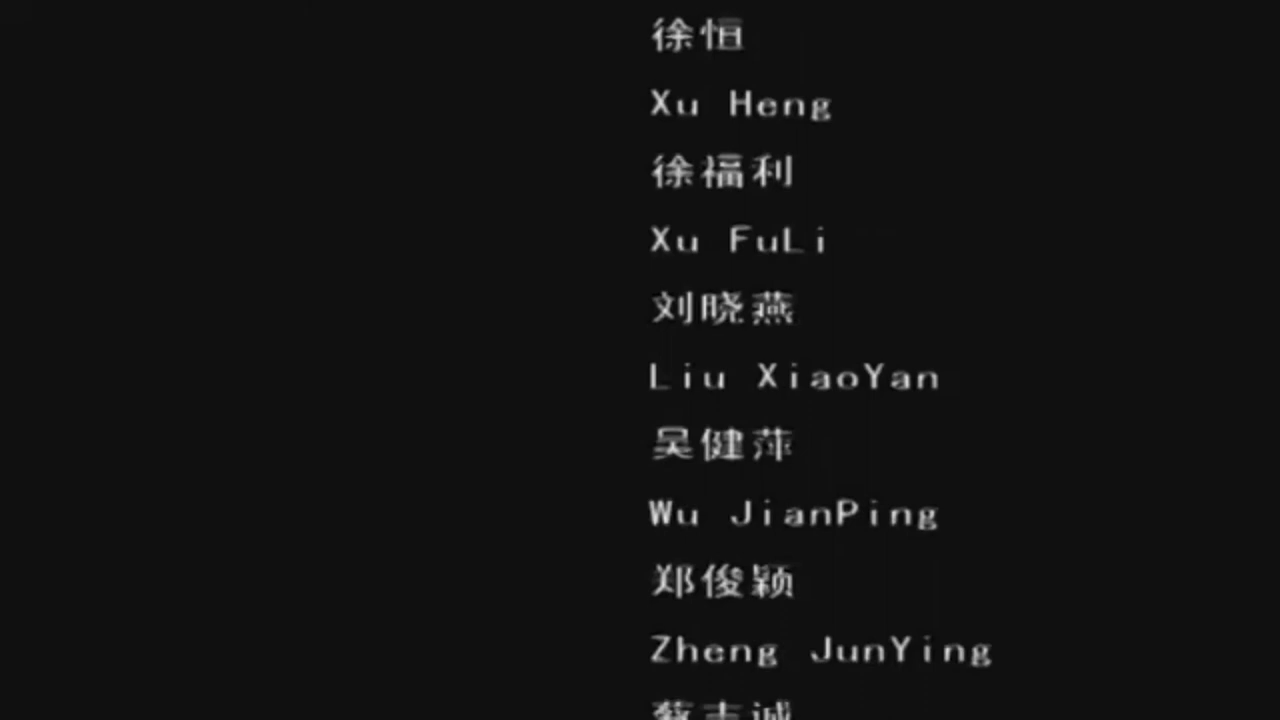 徐恒
Xu Heng
徐福利
Xu FuLi
刘晓燕
Liu XiaoYan
吴健萍
Wu JianPing
郑俊颖
Zheng JunYing